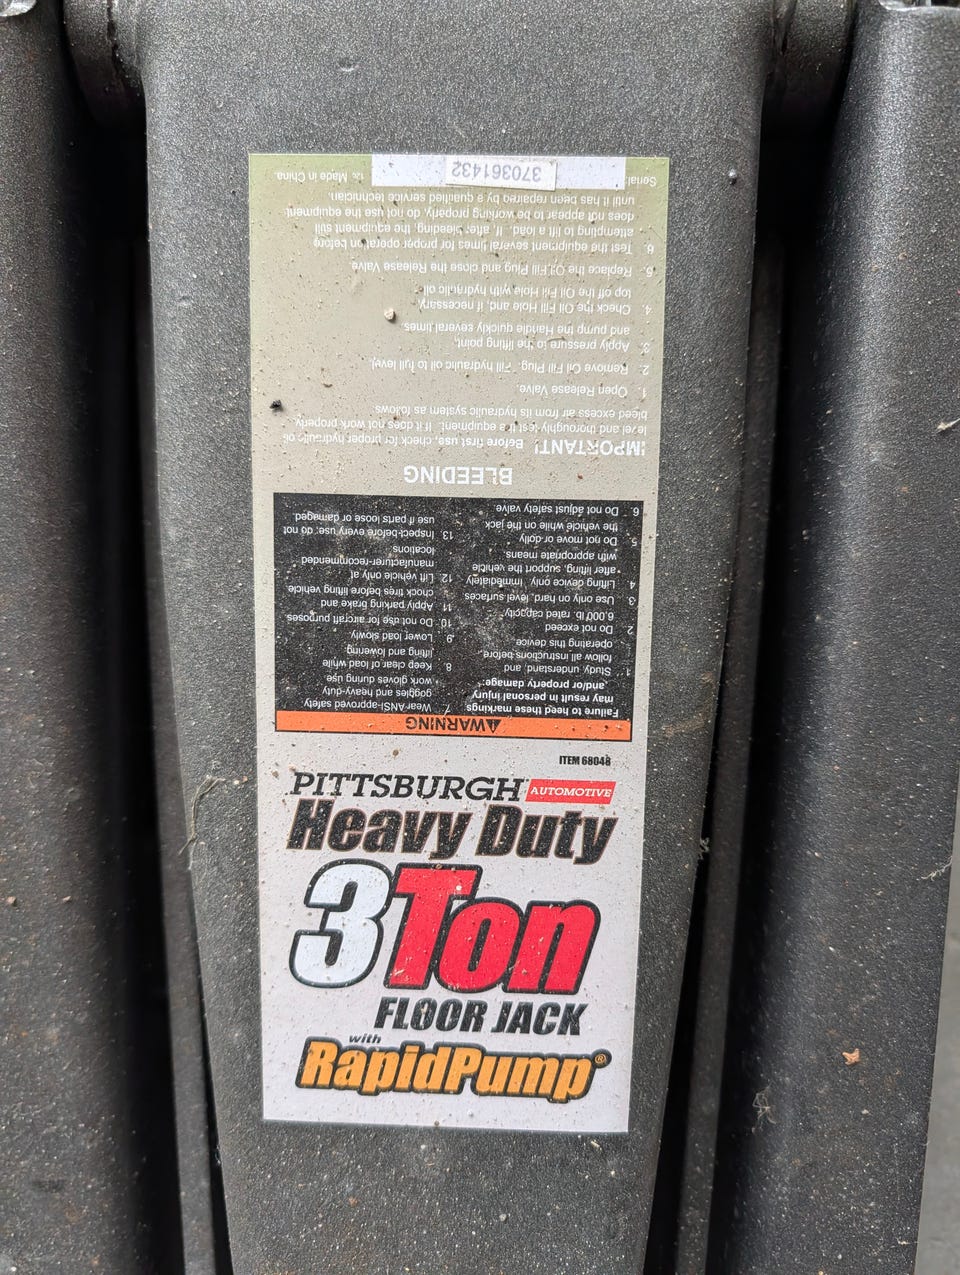 ITEM 68048
PITTSBURGH AUTOMOTIVE
Heavy Duty
3 Ton
FLOOR JACK
with
RapidPump®
⚠WARNING
Failure to heed these markings
may result in personal injury
and/or property damage.
1 Study, understand, and
follow all instructions before
operating this device
2 Do not exceed
6,000 lb. rated capacity.
3 Use only on hard, level surfaces
4 Lifting device only. Immediately
after lifting, support the vehicle
with appropriate means
5. Do not move or dolly
the vehicle while on the jack
6. Do not adjust safety valve
7 Wear ANSI-approved safety
goggles and heavy-duty
work gloves during use
8 Keep clear of load while
lifting and lowering
9 Lower load slowly
10 Do not use for aircraft purposes
11 Apply parking brake and
chock tires before lifting vehicle
12 Lift vehicle only at
manufacturer-recommended
locations
13 Inspect before every use; do not
use if parts loose or damaged
BLEEDING
IMPORTANT! Before first use, check for proper hydraulic oil
level and thoroughly test the equipment. If it does not work properly,
bleed excess air from its hydraulic system as follows
1. Open Release Valve.
2. Remove Oil Fill Plug. Fill hydraulic oil to full level
3. Apply pressure to the lifting point,
and pump the Handle quickly several times
4. Check the Oil Fill Hole and, if necessary,
top off the Oil Fill Hole with hydraulic oil
5. Replace the Oil Fill Plug and close the Release Valve
6. Test the equipment several times for proper operation before
attempting to lift a load. If, after bleeding, the equipment still
does not appear to be working properly, do not use the equipment
until it has been repaired by a qualified service technician.
Serial 370361432 Made in China.